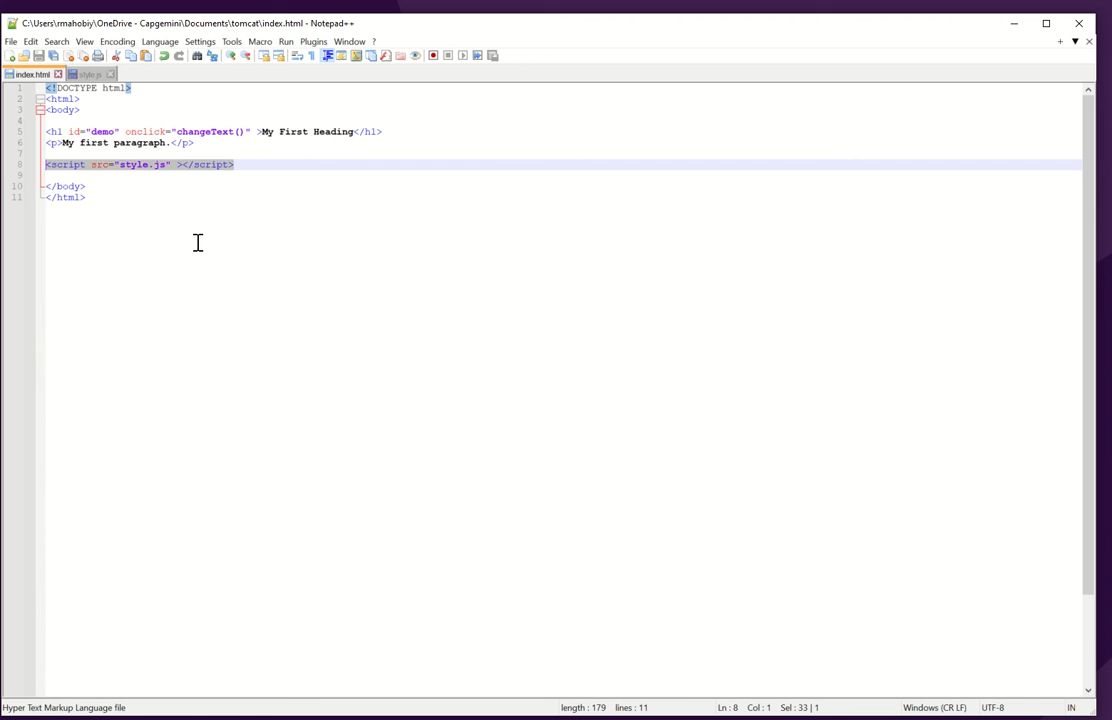 C:\Users\rmahobiy\OneDrive - Capgemini\Documents\tomcat\index.html - Notepad++
File Edit Search View Encoding Language Settings Tools Macro Run Plugins Window ?
index.html style.js
1 <!DOCTYPE html>
2 <html>
3 <body>
4
5 <h1 id="demo" onclick="changeText()" >My First Heading</h1>
6 <p>My first paragraph.</p>
7
8 <script src="style.js" ></script>
9
10 </body>
11 </html>
Hyper Text Markup Language file length : 179 lines : 11 Ln : 8 Col : 1 Sel : 33 | 1 Windows (CR LF) UTF-8 IN